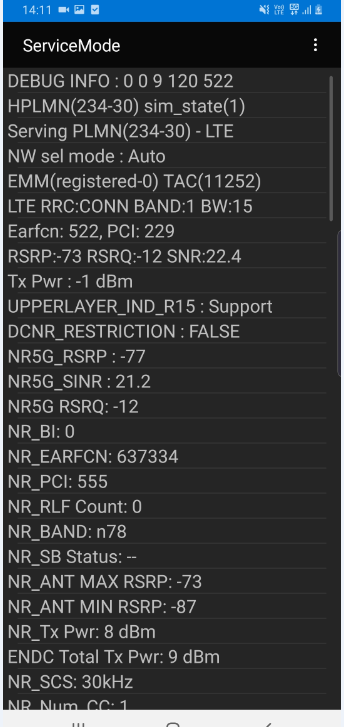 14:11
ServiceMode
DEBUG INFO : 0 0 9 120 522
HPLMN(234-30) sim_state(1)
Serving PLMN(234-30) - LTE
NW sel mode : Auto
EMM(registered-0) TAC(11252)
LTE RRC:CONN BAND:1 BW:15
Earfcn: 522, PCI: 229
RSRP:-73 RSRQ:-12 SNR:22.4
Tx Pwr : -1 dBm
UPPERLAYER_IND_R15 : Support
DCNR_RESTRICTION : FALSE
NR5G_RSRP : -77
NR5G_SINR : 21.2
NR5G RSRQ: -12
NR_BI: 0
NR_EARFCN: 637334
NR_PCI: 555
NR_RLF Count: 0
NR_BAND: n78
NR_SB Status: --
NR_ANT MAX RSRP: -73
NR_ANT MIN RSRP: -87
NR_Tx Pwr: 8 dBm
ENDC Total Tx Pwr: 9 dBm
NR_SCS: 30kHz
NR_Num_CC: 1